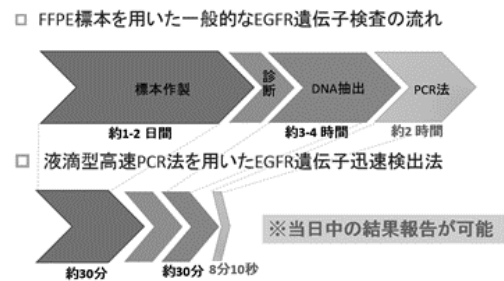 □ FFPE標本を用いた一般的なEGFR遺伝子検査の流れ
標本作製
診断
DNA抽出
PCR法
約1-2 日間
約3-4 時間
約2 時間
□ 液滴型高速PCR法を用いたEGFR遺伝子迅速検出法
※当日中の結果報告が可能
約30分
約30分
8分10秒